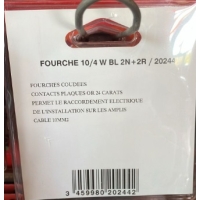 FOURCHE 10/4 W BL 2N+2R / 20244
FOURCHES COUDEES
CONTACTS PLAQUES OR 24 CARATS
PERMET LE RACCORDEMENT ELECTRIQUE
DE L'INSTALLATION SUR LES AMPLIS
CABLE 10MM2
3 459980 202442